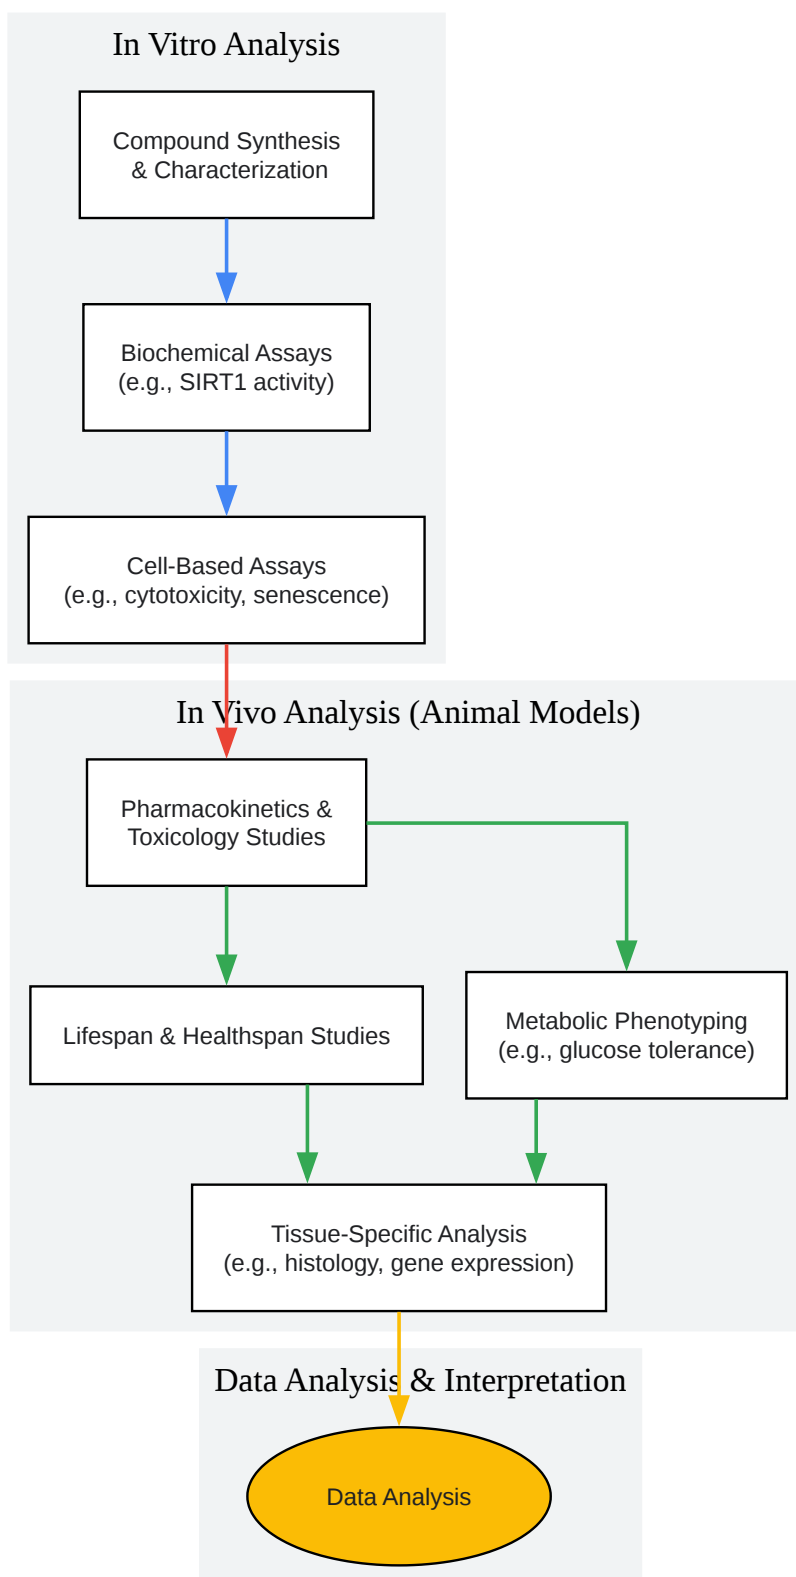 In Vitro Analysis
Compound Synthesis
& Characterization
Biochemical Assays
(e.g., SIRT1 activity)
Cell-Based Assays
(e.g., cytotoxicity, senescence)
In Vivo Analysis (Animal Models)
Pharmacokinetics &
Toxicology Studies
Lifespan & Healthspan Studies
Metabolic Phenotyping
(e.g., glucose tolerance)
Tissue-Specific Analysis
(e.g., histology, gene expression)
Data Analysis & Interpretation
Data Analysis